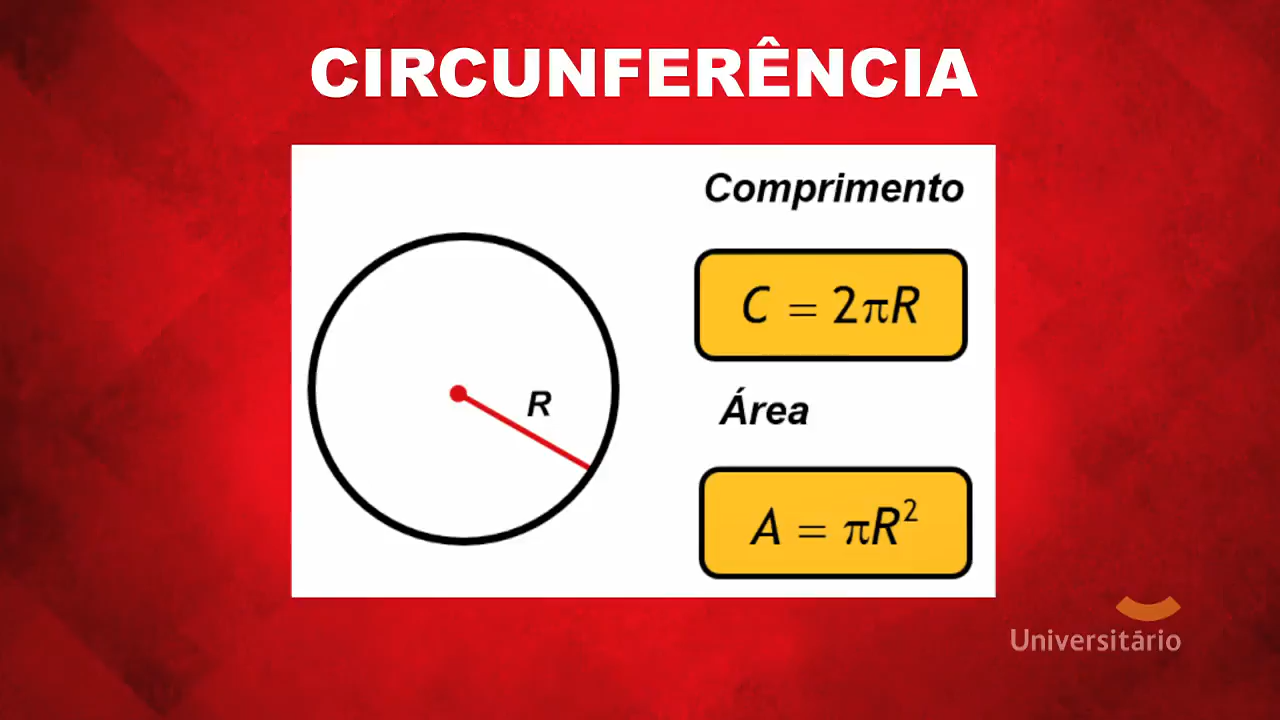 CIRCUNFERÊNCIA
Comprimento
C = 2πR
R
Área
A = πR²
Universitário